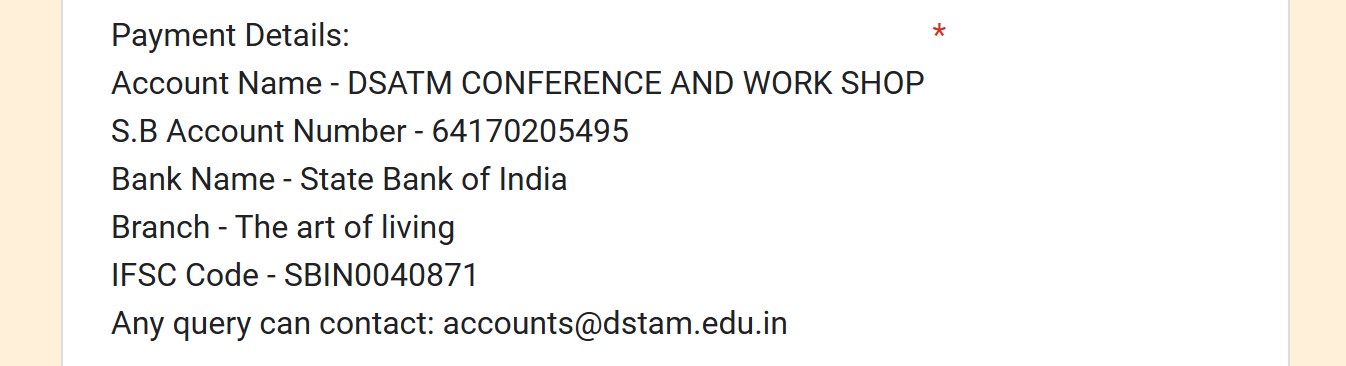 Payment Details: *
Account Name - DSATM CONFERENCE AND WORK SHOP
S.B Account Number - 64170205495
Bank Name - State Bank of India
Branch - The art of living
IFSC Code - SBIN0040871
Any query can contact: accounts@dstam.edu.in